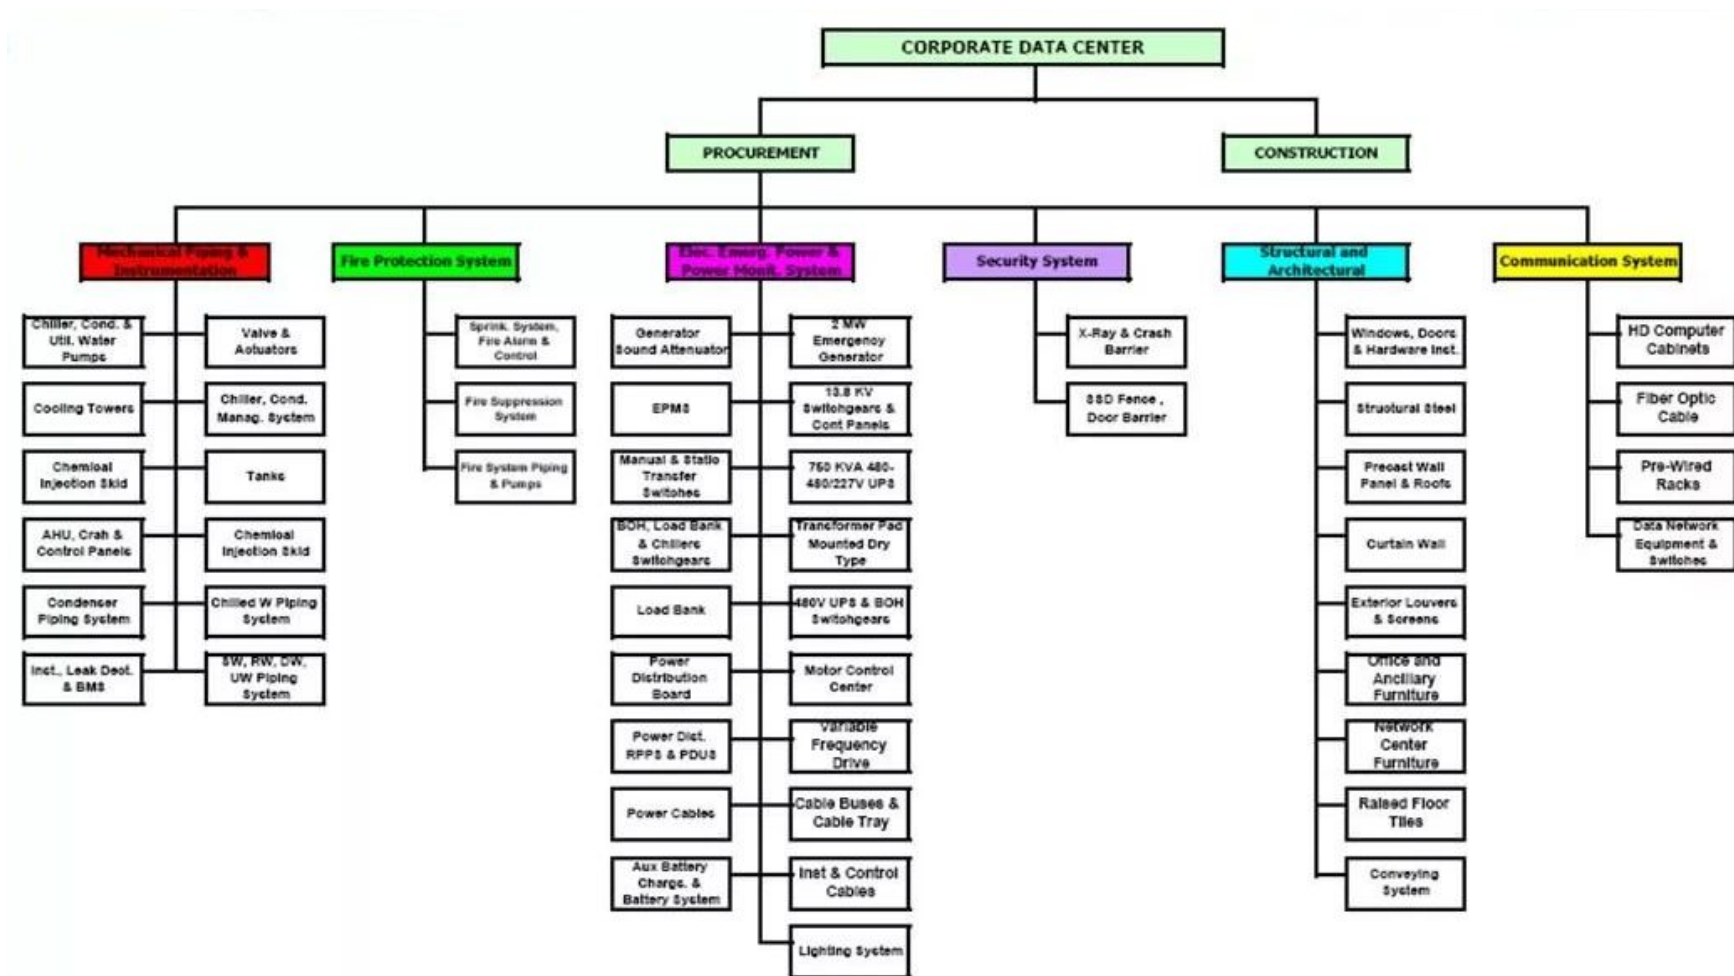 CORPORATE DATA CENTER
PROCUREMENT
CONSTRUCTION
Mechanical Piping &
Instrumentation
Fire Protection System
Elec. Emerg. Power &
Power Monit. System
Security System
Structural and
Architectural
Communication System
Chiller, Cond. &
Util. Water
Pumps
Valve &
Actuators
Cooling Towers
Chiller, Cond.
Manag. System
Chemical
Injection Skid
Tanks
AHU, Crah &
Control Panels
Chemical
Injection Skid
Condenser
Piping System
Chilled W Piping
System
Inst., Leak Dect.
& BMS
SW, RW, DW,
UW Piping
System
Sprink. System,
Fire Alarm &
Control
Fire Suppression
System
Fire System Piping
& Pumps
Generator
Sound Attenuator
2 MW
Emergency
Generator
EPMS
13.8 KV
Switchgears &
Cont Panels
Manual & Static
Transfer
Switches
750 KVA 480-
480/227V UPS
BOH, Load Bank
& Chillers
Switchgears
Transformer Pad
Mounted Dry
Type
Load Bank
480V UPS & BOH
Switchgears
Power
Distribution
Board
Motor Control
Center
Power Dist.
RPPS & PDUS
Variable
Frequency
Drive
Power Cables
Cable Buses &
Cable Tray
Aux Battery
Charge. &
Battery System
Inst & Control
Cables
Lighting System
X-Ray & Crash
Barrier
SSD Fence ,
Door Barrier
Windows, Doors
& Hardware Inst.
Structural Steel
Precast Wall
Panel & Roofs
Curtain Wall
Exterior Louvers
& Screens
Office and
Ancillary
Furniture
Network
Center
Furniture
Raised Floor
Tiles
Conveying
System
HD Computer
Cabinets
Fiber Optic
Cable
Pre-Wired
Racks
Data Network
Equipment &
Switches